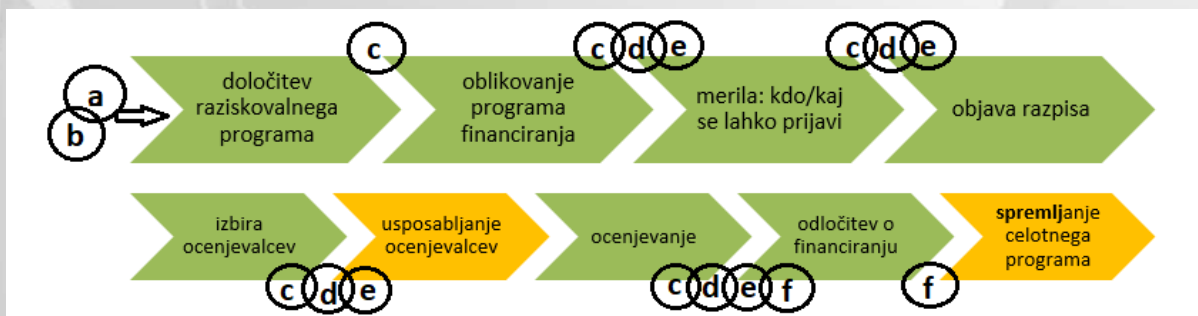 c
c d e
c d e
a
b
določitev
raziskovalnega
programa
oblikovanje
programa
financiranja
merila: kdo/kaj
se lahko prijavi
objava razpisa
izbira
ocenjevalcev
usposabljanje
ocenjevalcev
ocenjevanje
odločitev o
financiranju
spremljanje
celotnega
programa
c d e
c d e f
f